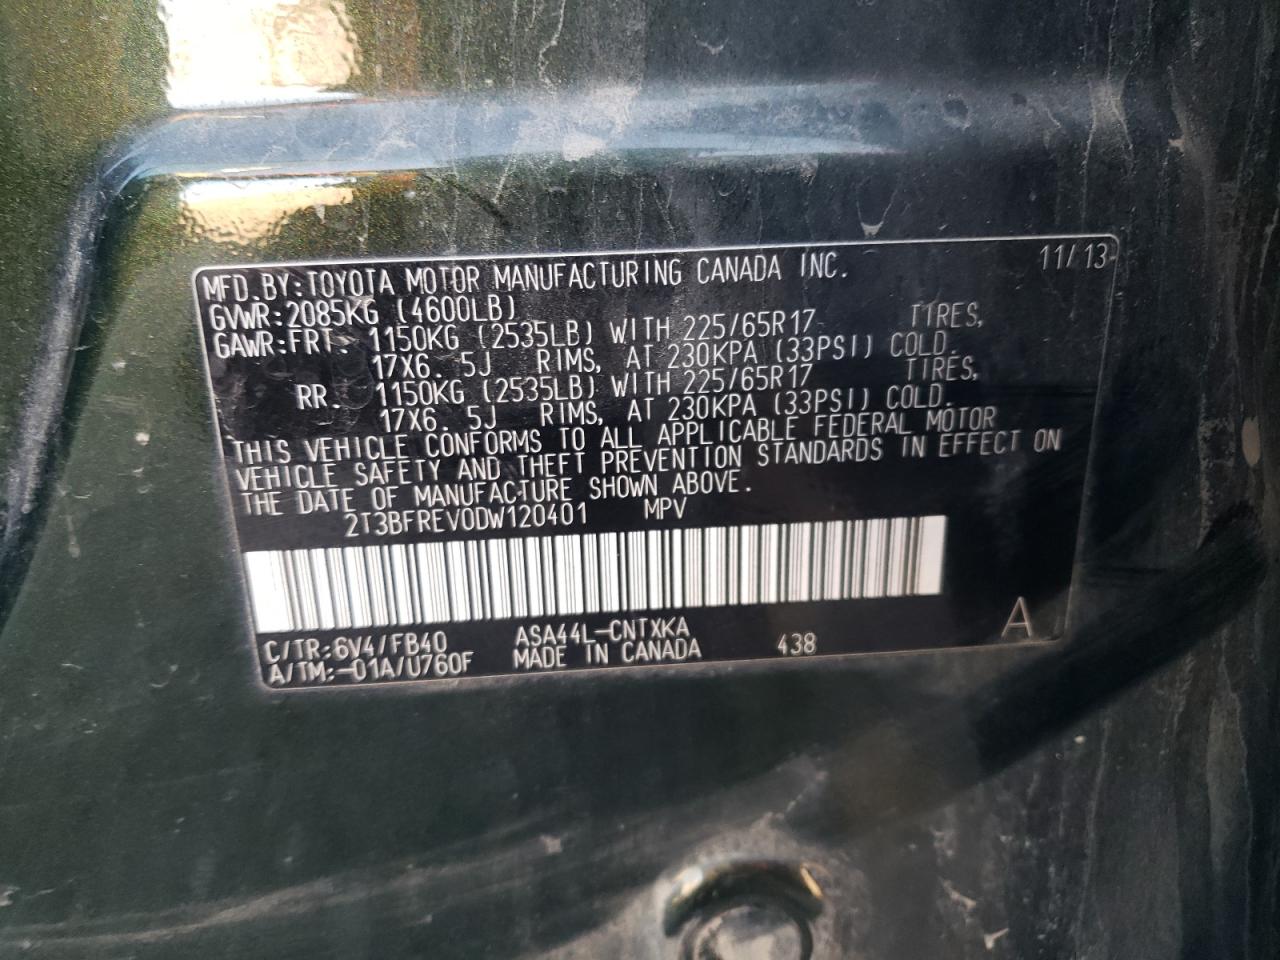 MFD.BY:TOYOTA MOTOR MANUFACTURING CANADA INC. 11/13
GVWR:2085KG (4600LB)
GAWR:FRT. 1150KG (2535LB) WITH 225/65R17 TIRES,
17X6.5J RIMS, AT 230KPA (33PSI) COLD.
RR. 1150KG (2535LB) WITH 225/65R17 TIRES,
17X6.5J RIMS, AT 230KPA (33PSI) COLD.
THIS VEHICLE CONFORMS TO ALL APPLICABLE FEDERAL MOTOR
VEHICLE SAFETY AND THEFT PREVENTION STANDARDS IN EFFECT ON
THE DATE OF MANUFACTURE SHOWN ABOVE.
2T3BFREV0DW120401 MPV
C/TR:6V4/FB40 ASA44L-CNTXKA 438 A
A/TM:-01A/U760F MADE IN CANADA